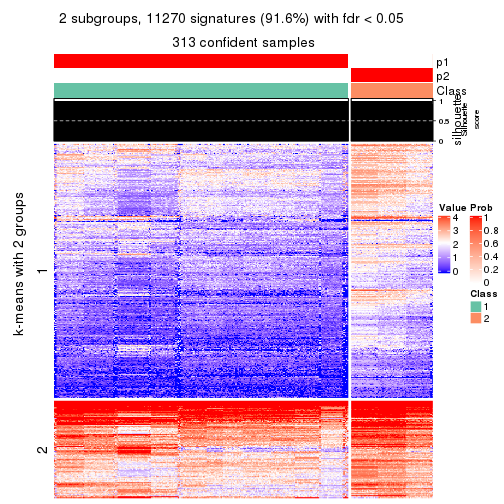 2 subgroups, 11270 signatures (91.6%) with fdr < 0.05
313 confident samples
p1
p2
Class
1
0.5
0
silhouette
Silhouette
score
k-means with 2 groups
1
2
Value
4
3
2
1
0
Prob
1
0.8
0.6
0.4
0.2
0
Class
1
2